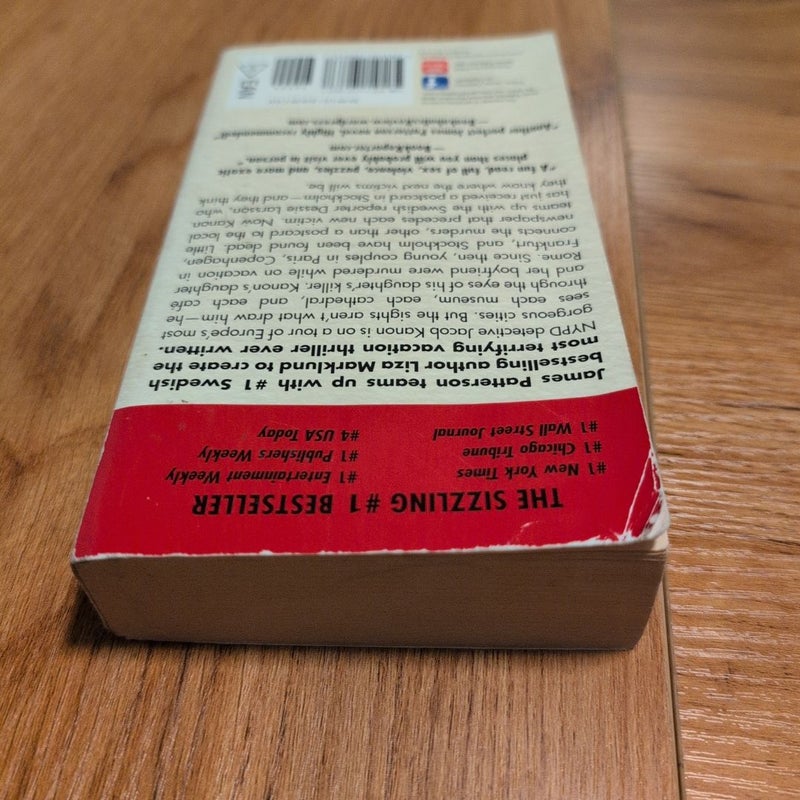 THE SIZZLING #1 BESTSELLER
#1 New York Times
#1 Chicago Tribune
#1 Wall Street Journal
#1 Entertainment Weekly
#1 Publishers Weekly
#4 USA Today
James Patterson teams up with #1 Swedish
bestselling author Liza Marklund to create the
most terrifying vacation thriller ever written.
NYPD detective Jacob Kanon is on a tour of Europe's most
gorgeous cities. But the sights aren't what draw him—he
sees each museum, each cathedral, and each café
through the eyes of his daughter's killer. Kanon's daughter
and her boyfriend were murdered while on vacation in
Rome. Since then, young couples in Paris, Copenhagen,
Frankfurt, and Stockholm have been found dead. Little
connects the murders, other than a postcard to the local
newspaper that precedes each new victim. Now Kanon
teams up with the Swedish reporter Dessie Larsson, who
has just received a postcard in Stockholm—and they think
they know where the next victims will be.
"A fun read, full of sex, violence, puzzles, and more exotic
places than you will probably ever visit in person."
—BookReporter.com
"Another perfect James Patterson read. Highly recommended!"
EAN